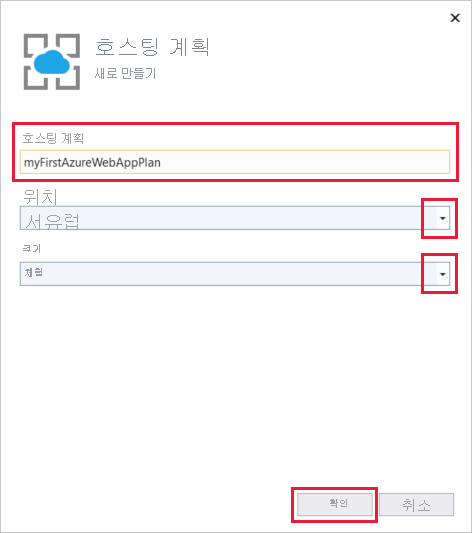 호스팅 계획
새로 만들기
호스팅 계획
myFirstAzureWebAppPlan
위치
서유럽
크기
체험
확인
취소